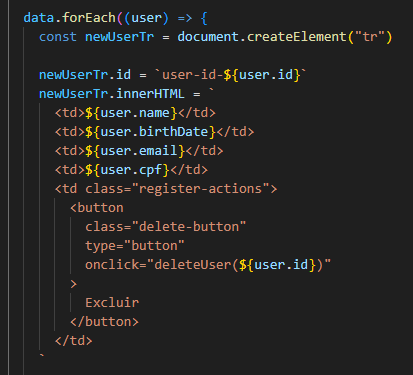 data.forEach((user) => {
const newUserTr = document.createElement("tr")
newUserTr.id = `user-id-${user.id}`
newUserTr.innerHTML = `
<td>${user.name}</td>
<td>${user.birthDate}</td>
<td>${user.email}</td>
<td>${user.cpf}</td>
<td class="register-actions">
<button
class="delete-button"
type="button"
onclick="deleteUser(${user.id})"
>
Excluir
</button>
</td>
`